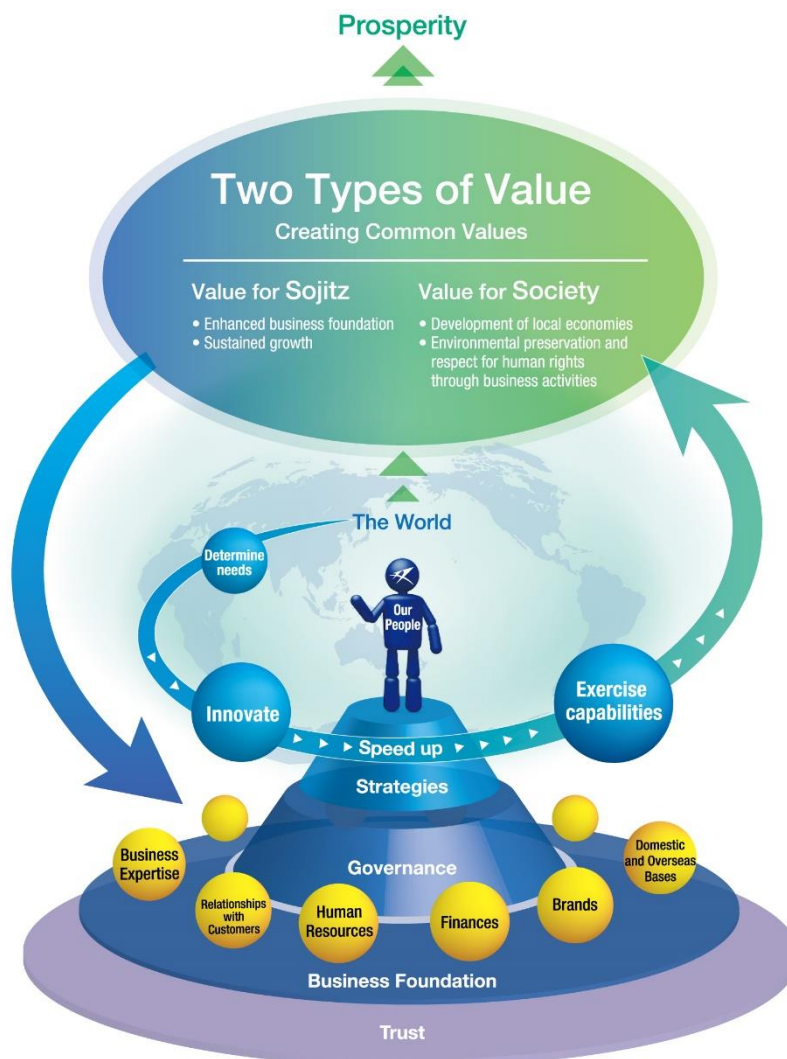 Prosperity
Two Types of Value
Creating Common Values
Value for Sojitz
• Enhanced business foundation
• Sustained growth
Value for Society
• Development of local economies
• Environmental preservation and
respect for human rights
through business activities
The World
Determine
needs
Our
People
Innovate
Exercise
capabilities
Speed up
Strategies
Business
Expertise
Governance
Domestic
and Overseas
Bases
Relationships
with
Customers
Human
Resources
Finances
Brands
Business Foundation
Trust